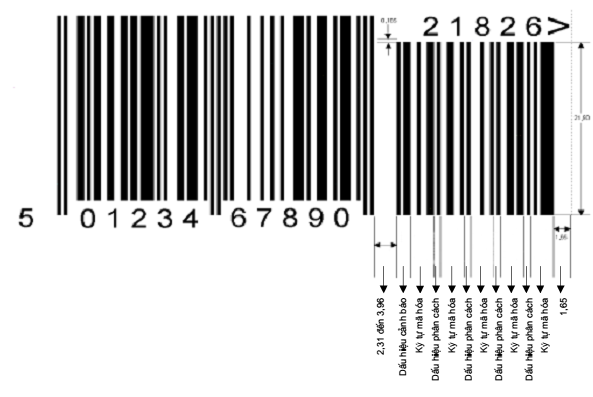 21826>
0,165
21,90
5 01234 67890
1,65
2,31 đến 3,96
Dấu hiệu cảnh báo
Ký tự mã hóa
Dấu hiệu phân cách
Ký tự mã hóa
Dấu hiệu phân cách
Ký tự mã hóa
Dấu hiệu phân cách
Ký tự mã hóa
Dấu hiệu phân cách
Ký tự mã hóa
1,65